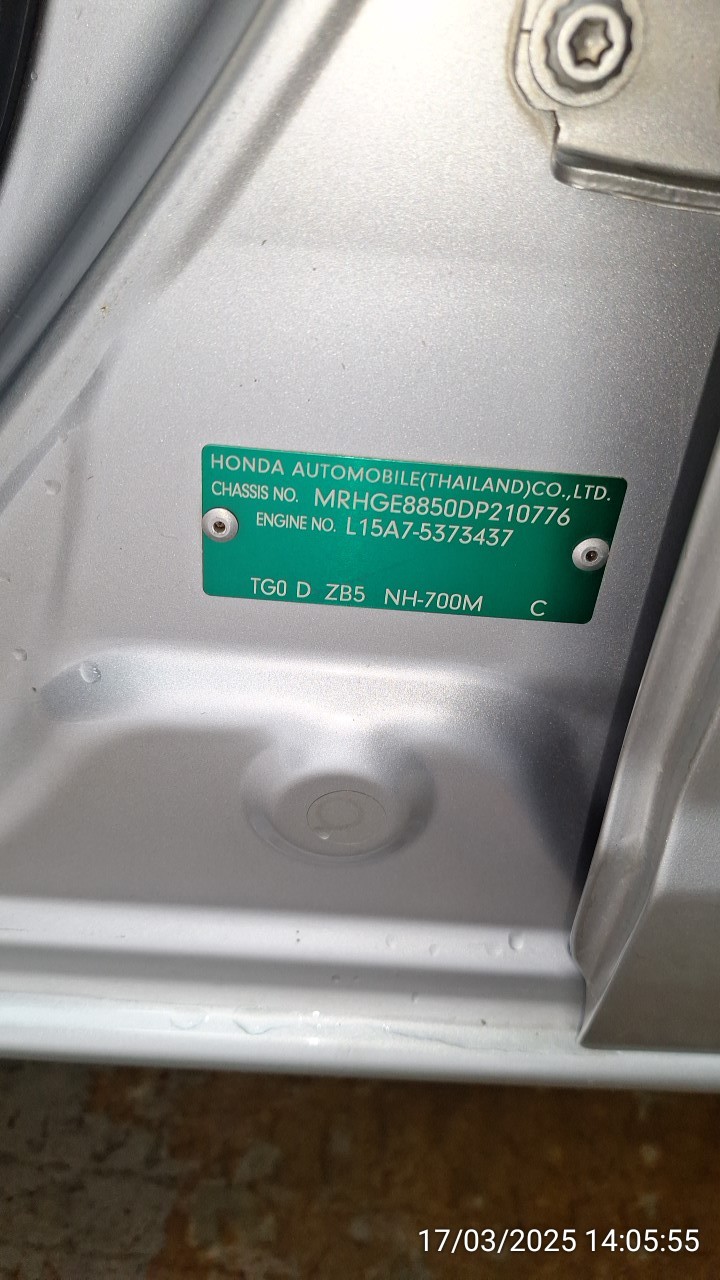 HONDA AUTOMOBILE(THAILAND)CO.,LTD.
CHASSIS NO. MRHGE8850DP210776
ENGINE NO. L15A7-5373437
TG0 D ZB5 NH-700M C
17/03/2025 14:05:55